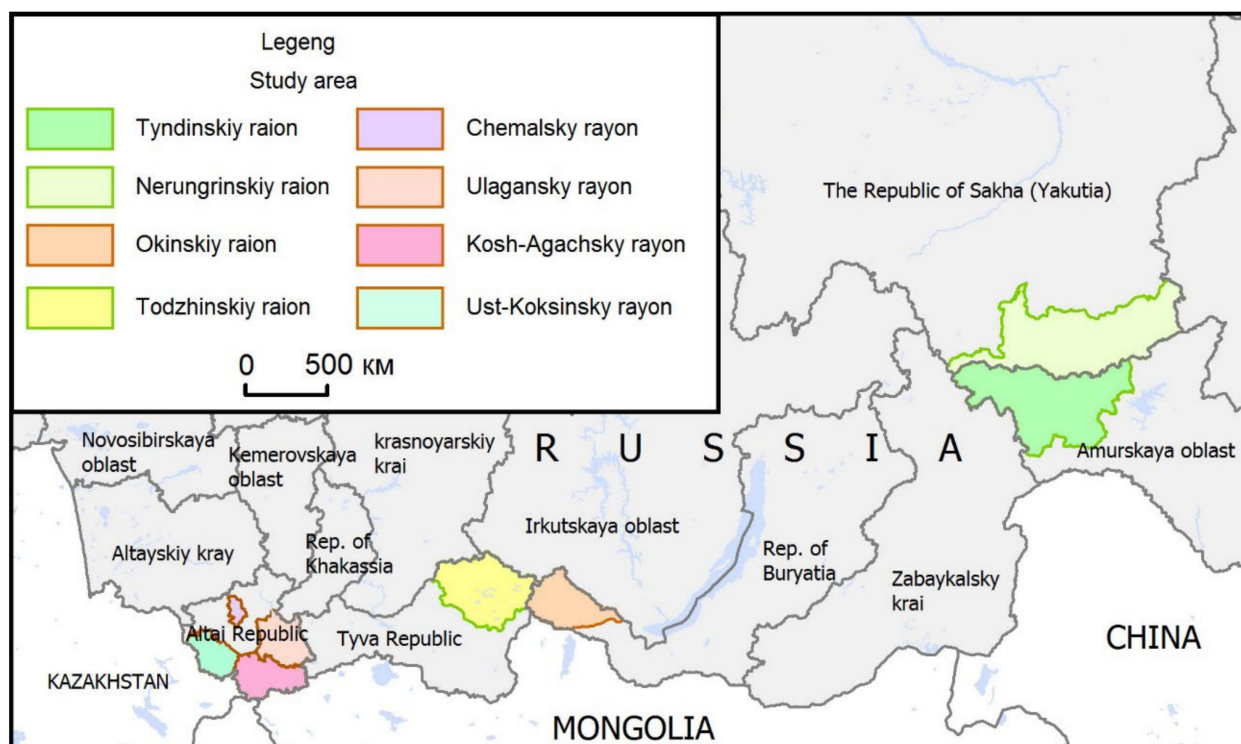 Legeng
Study area
Tyndinskiy raion
Nerungrinskiy raion
Okinskiy raion
Todzhinskiy raion
Chemalsky rayon
Ulagansky rayon
Kosh-Agachsky rayon
Ust-Koksinsky rayon
0 500 км
The Republic of Sakha (Yakutia)
Novosibirskaya
oblast
Kemerovskaya
oblast
krasnoyarskiy
krai
RUSSIA
Amurskaya oblast
Altayskiy kray
Rep. of
Khakassia
Irkutskaya oblast
Rep. of
Buryatia
Zabaykalsky
krai
Altai Republic
Tyva Republic
KAZAKHSTAN
MONGOLIA
CHINA